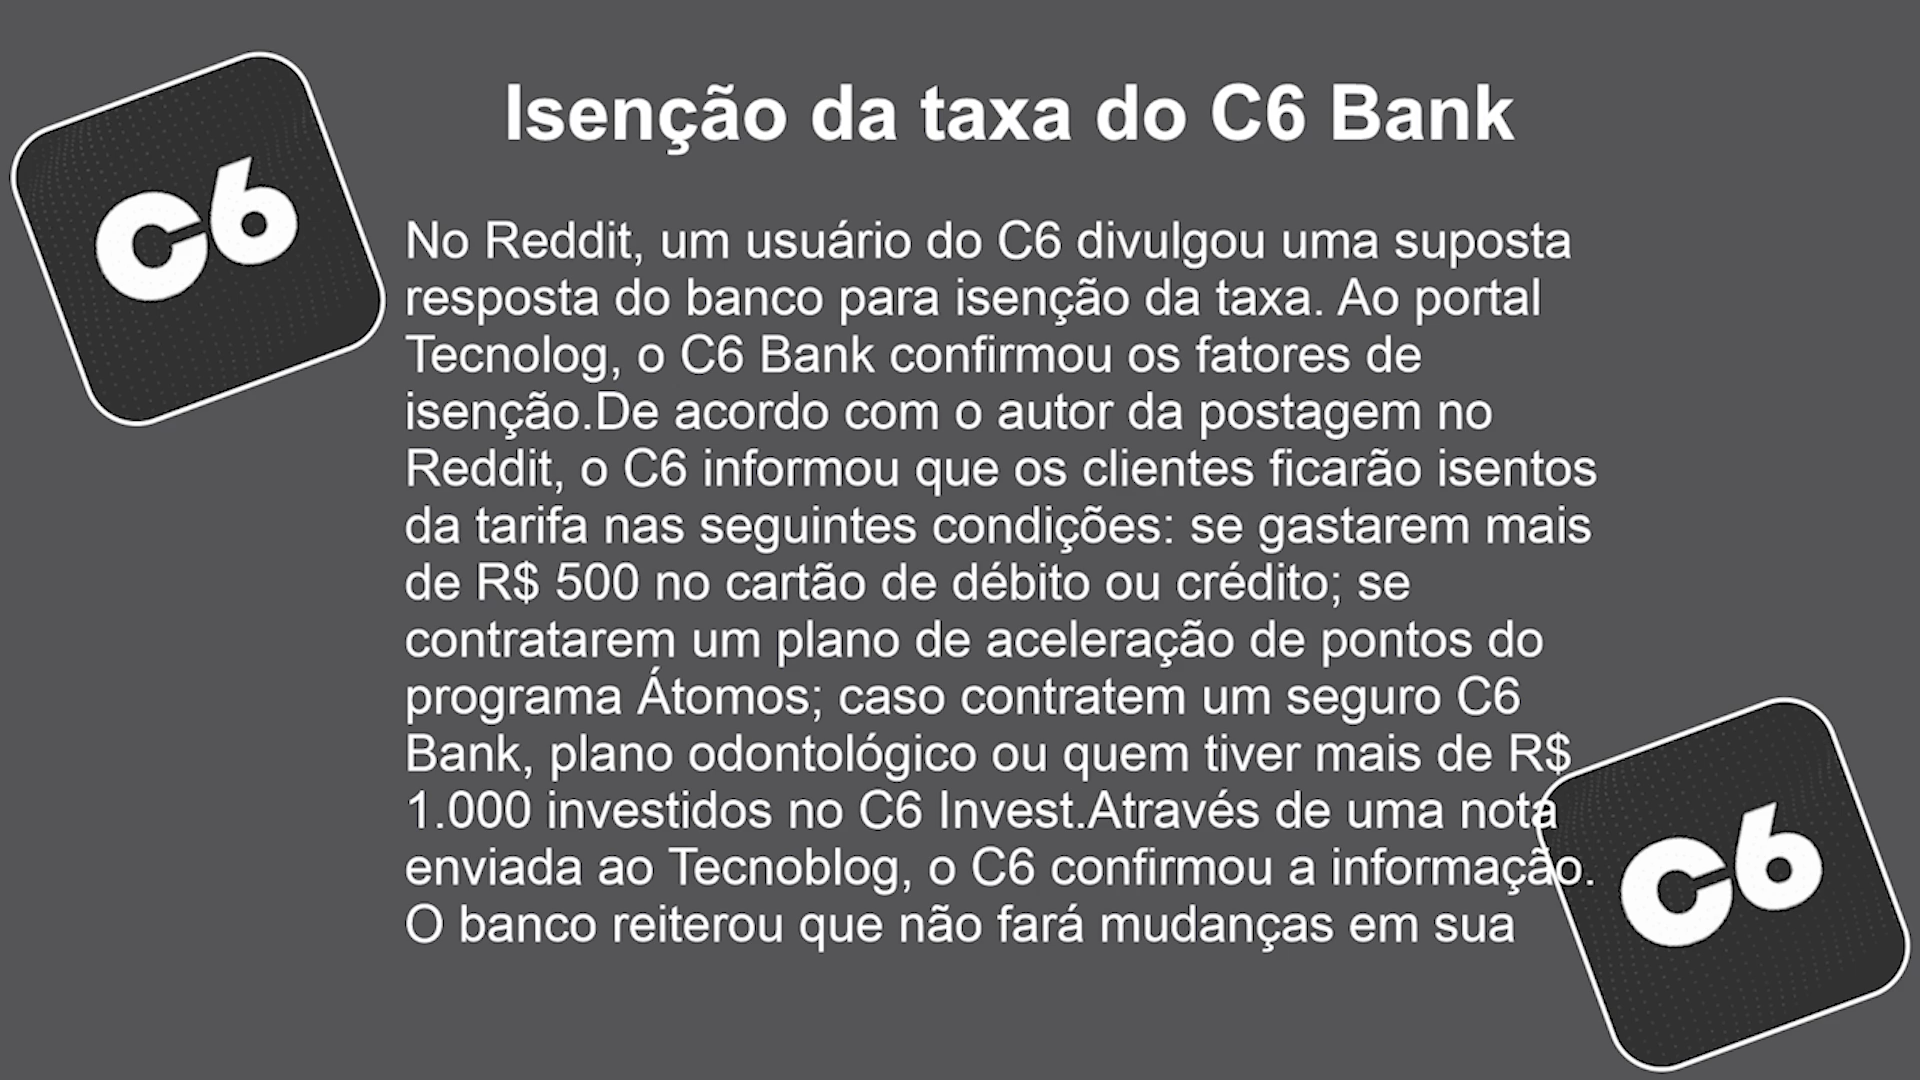 C6
Isenção da taxa do C6 Bank
No Reddit, um usuário do C6 divulgou uma suposta
resposta do banco para isenção da taxa. Ao portal
Tecnolog, o C6 Bank confirmou os fatores de
isenção.De acordo com o autor da postagem no
Reddit, o C6 informou que os clientes ficarão isentos
da tarifa nas seguintes condições: se gastarem mais
de R$ 500 no cartão de débito ou crédito; se
contratarem um plano de aceleração de pontos do
programa Átomos; caso contratem um seguro C6
Bank, plano odontológico ou quem tiver mais de R$
1.000 investidos no C6 Invest.Através de uma nota
enviada ao Tecnoblog, o C6 confirmou a informação.
O banco reiterou que não fará mudanças em sua
C6